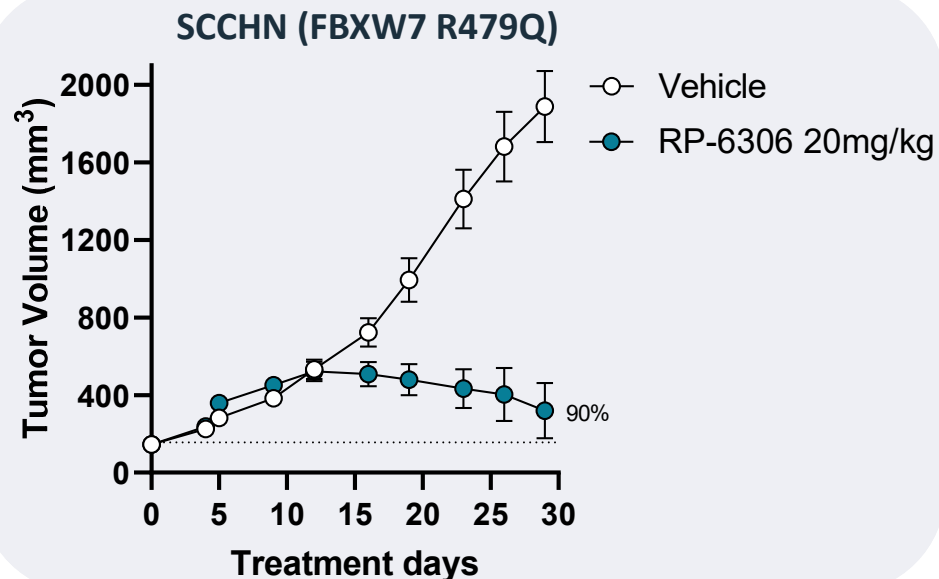 SCCHN (FBXW7 R479Q)
Tumor Volume (mm³)
2000
1600
1200
800
400
0
0 5 10 15 20 25 30
Treatment days
Vehicle
RP-6306 20mg/kg
90%